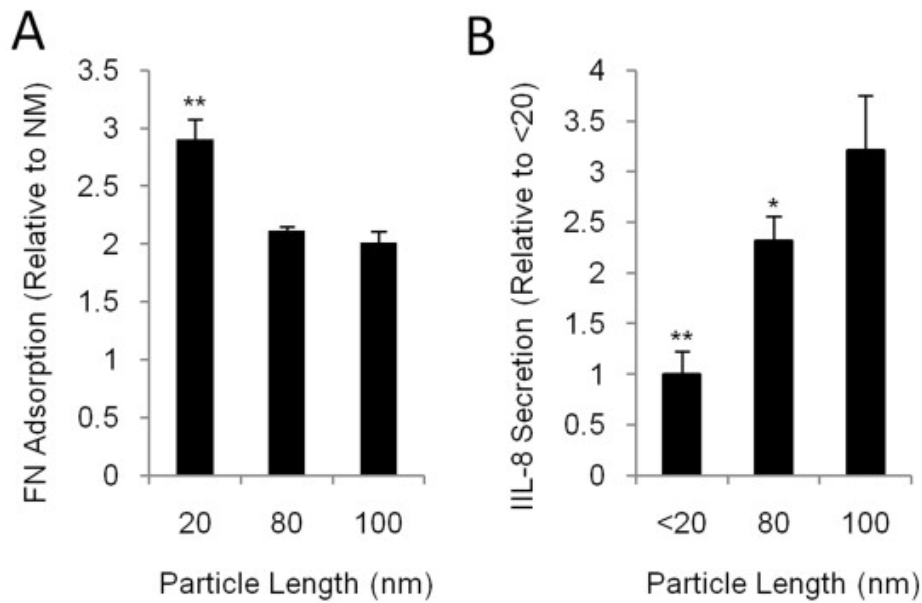 A
FN Adsorption (Relative to NM)
3.5
3
2.5
2
1.5
1
0.5
0
**
20 80 100
Particle Length (nm)
B
IIL-8 Secretion (Relative to <20)
4
3.5
3
2.5
2
1.5
1
0.5
0
**
*
<20 80 100
Particle Length (nm)